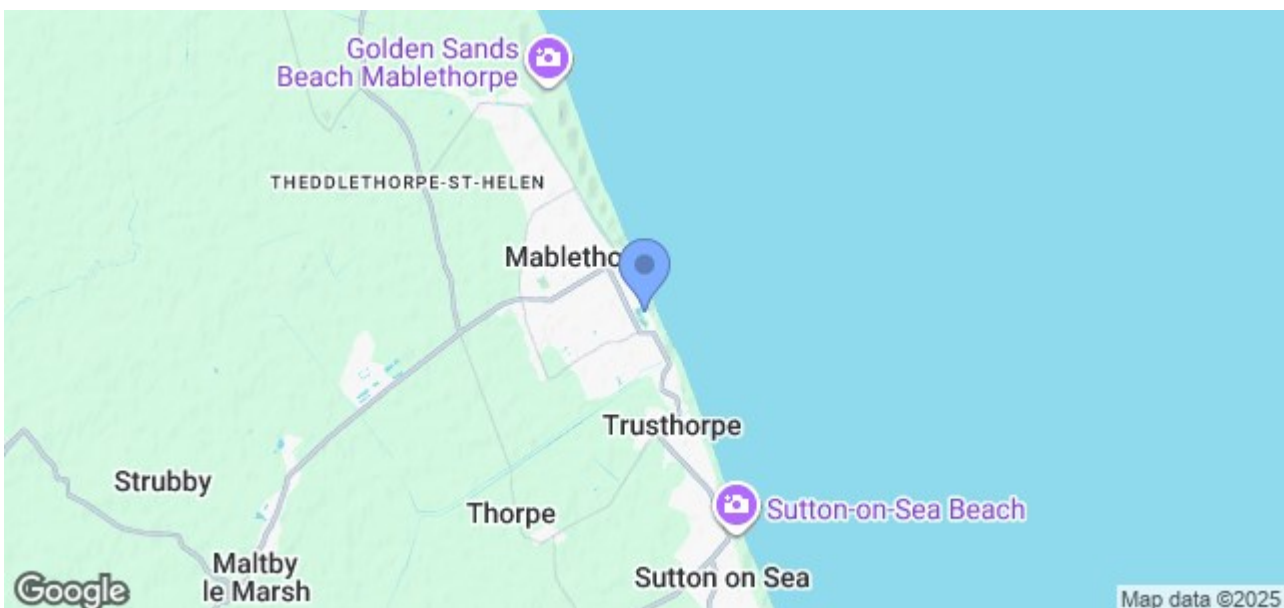 Golden Sands
Beach Mablethorpe
THEDDLETHORPE-ST-HELEN
Mabletho
Trusthorpe
Strubby
Thorpe
Sutton-on-Sea Beach
Maltby
le Marsh
Sutton on Sea
Google
Map data ©2025